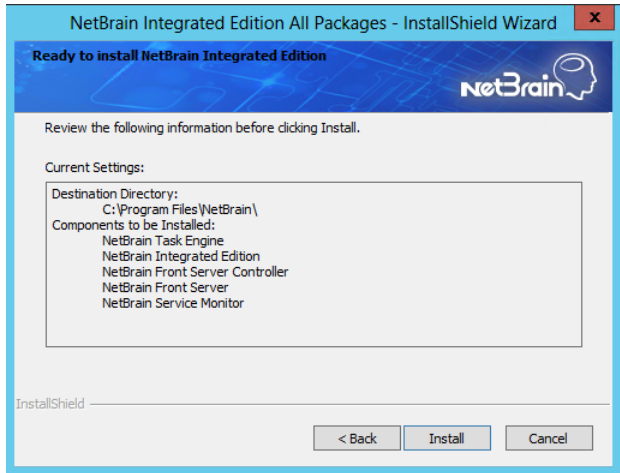 NetBrain Integrated Edition All Packages - InstallShield Wizard
x
Ready to install NetBrain Integrated Edition
NetBrain
Review the following information before clicking Install.
Current Settings:
Destination Directory:
C:\Program Files\NetBrain\
Components to be Installed:
NetBrain Task Engine
NetBrain Integrated Edition
NetBrain Front Server Controller
NetBrain Front Server
NetBrain Service Monitor
InstallShield
< Back Install Cancel